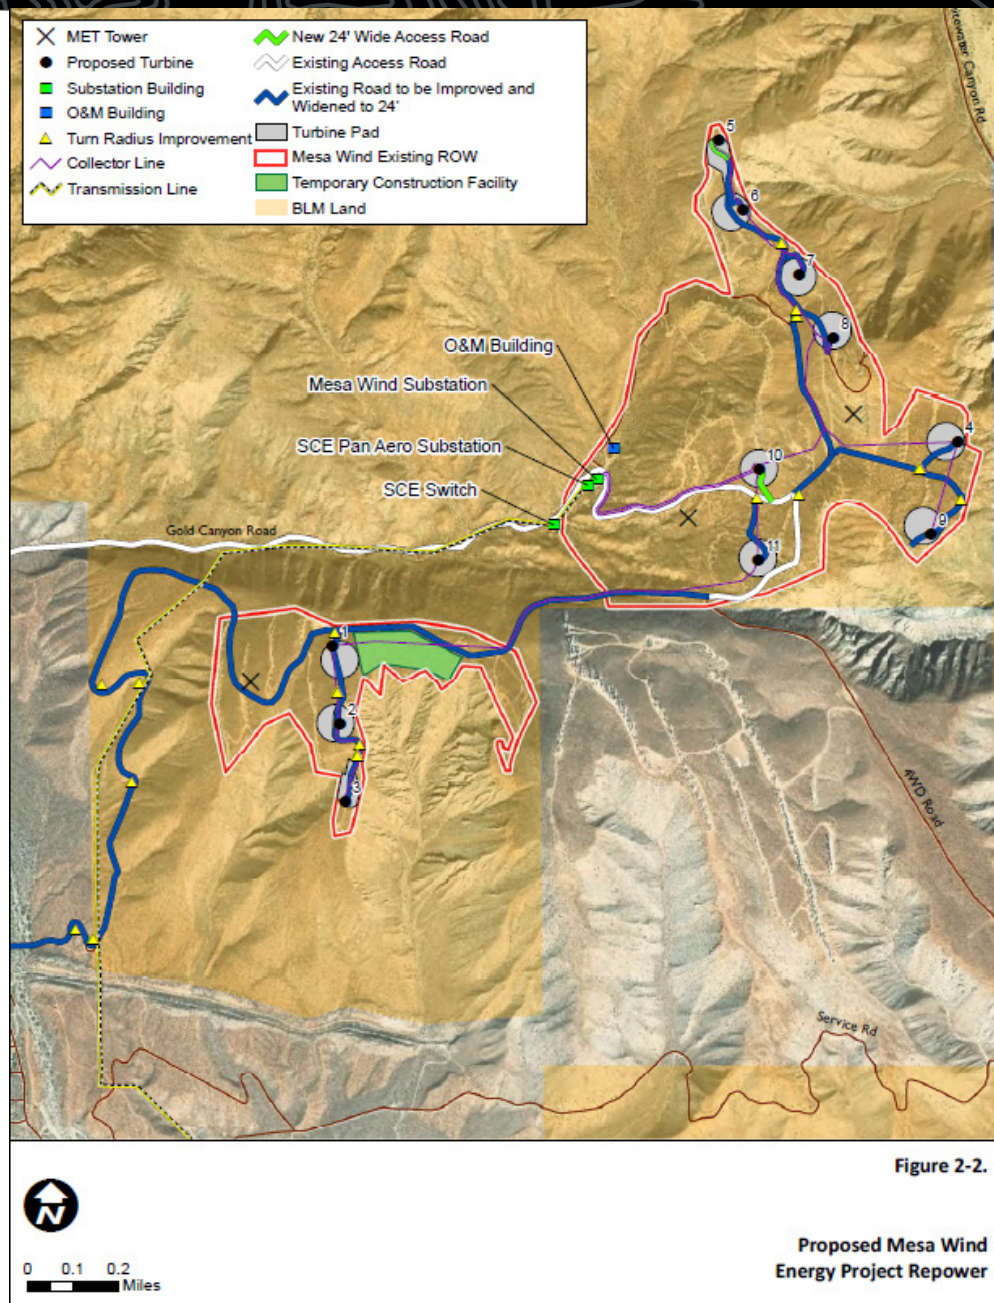 MET Tower
Proposed Turbine
Substation Building
O&M Building
Turn Radius Improvement
Collector Line
Transmission Line
New 24' Wide Access Road
Existing Access Road
Existing Road to be Improved and
Widened to 24'
Turbine Pad
Mesa Wind Existing ROW
Temporary Construction Facility
BLM Land
Canyon Rd
5
6
7
8
O&M Building
Mesa Wind Substation
4
SCE Pan Aero Substation
10
SCE Switch
Gold Canyon Road
9
11
1
2
3
4WD Road
Service Rd
Figure 2-2.
N
Proposed Mesa Wind
Energy Project Repower
0 0.1 0.2
Miles